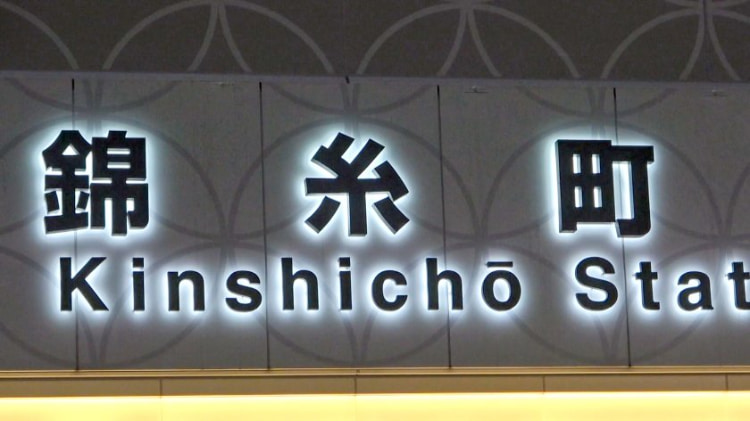 錦糸町
Kinshichō Stat